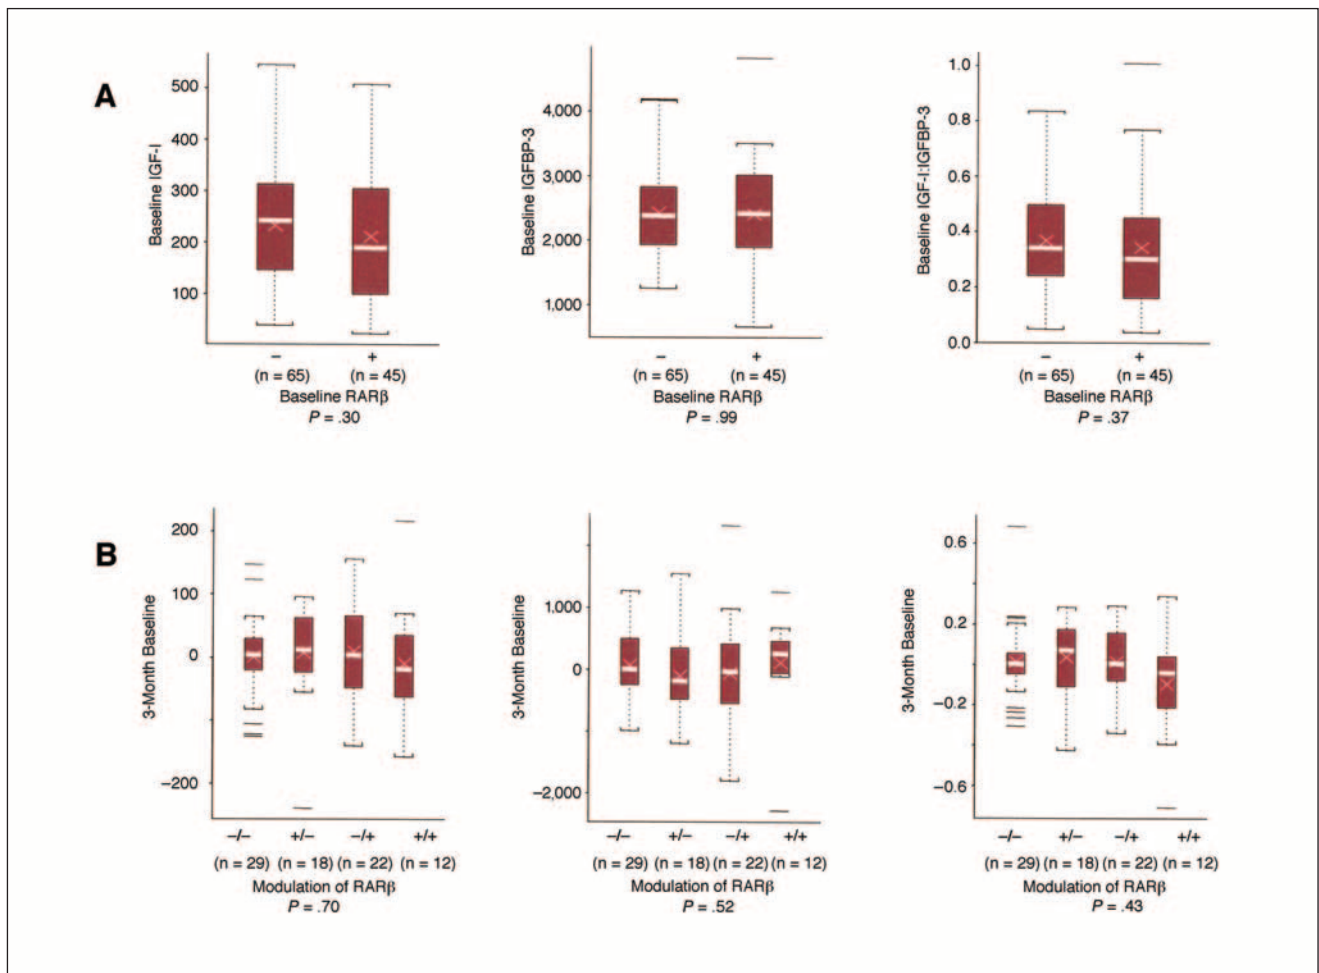 A
Baseline IGF-I
500
400
300
200
100
–
+
(n = 65)
(n = 45)
Baseline RARβ
P = .30
Baseline IGFBP-3
4,000
3,000
2,000
1,000
–
+
(n = 65)
(n = 45)
Baseline RARβ
P = .99
Baseline IGF-I:IGFBP-3
1.0
0.8
0.6
0.4
0.2
0.0
–
+
(n = 65)
(n = 45)
Baseline RARβ
P = .37
B
3-Month Baseline
200
100
0
–200
–/– +/– –/+ +/+
(n = 29) (n = 18) (n = 22) (n = 12)
Modulation of RARβ
P = .70
3-Month Baseline
1,000
0
–2,000
–/– +/– –/+ +/+
(n = 29) (n = 18) (n = 22) (n = 12)
Modulation of RARβ
P = .52
3-Month Baseline
0.6
0.2
–0.2
–0.6
–/– +/– –/+ +/+
(n = 29) (n = 18) (n = 22) (n = 12)
Modulation of RARβ
P = .43